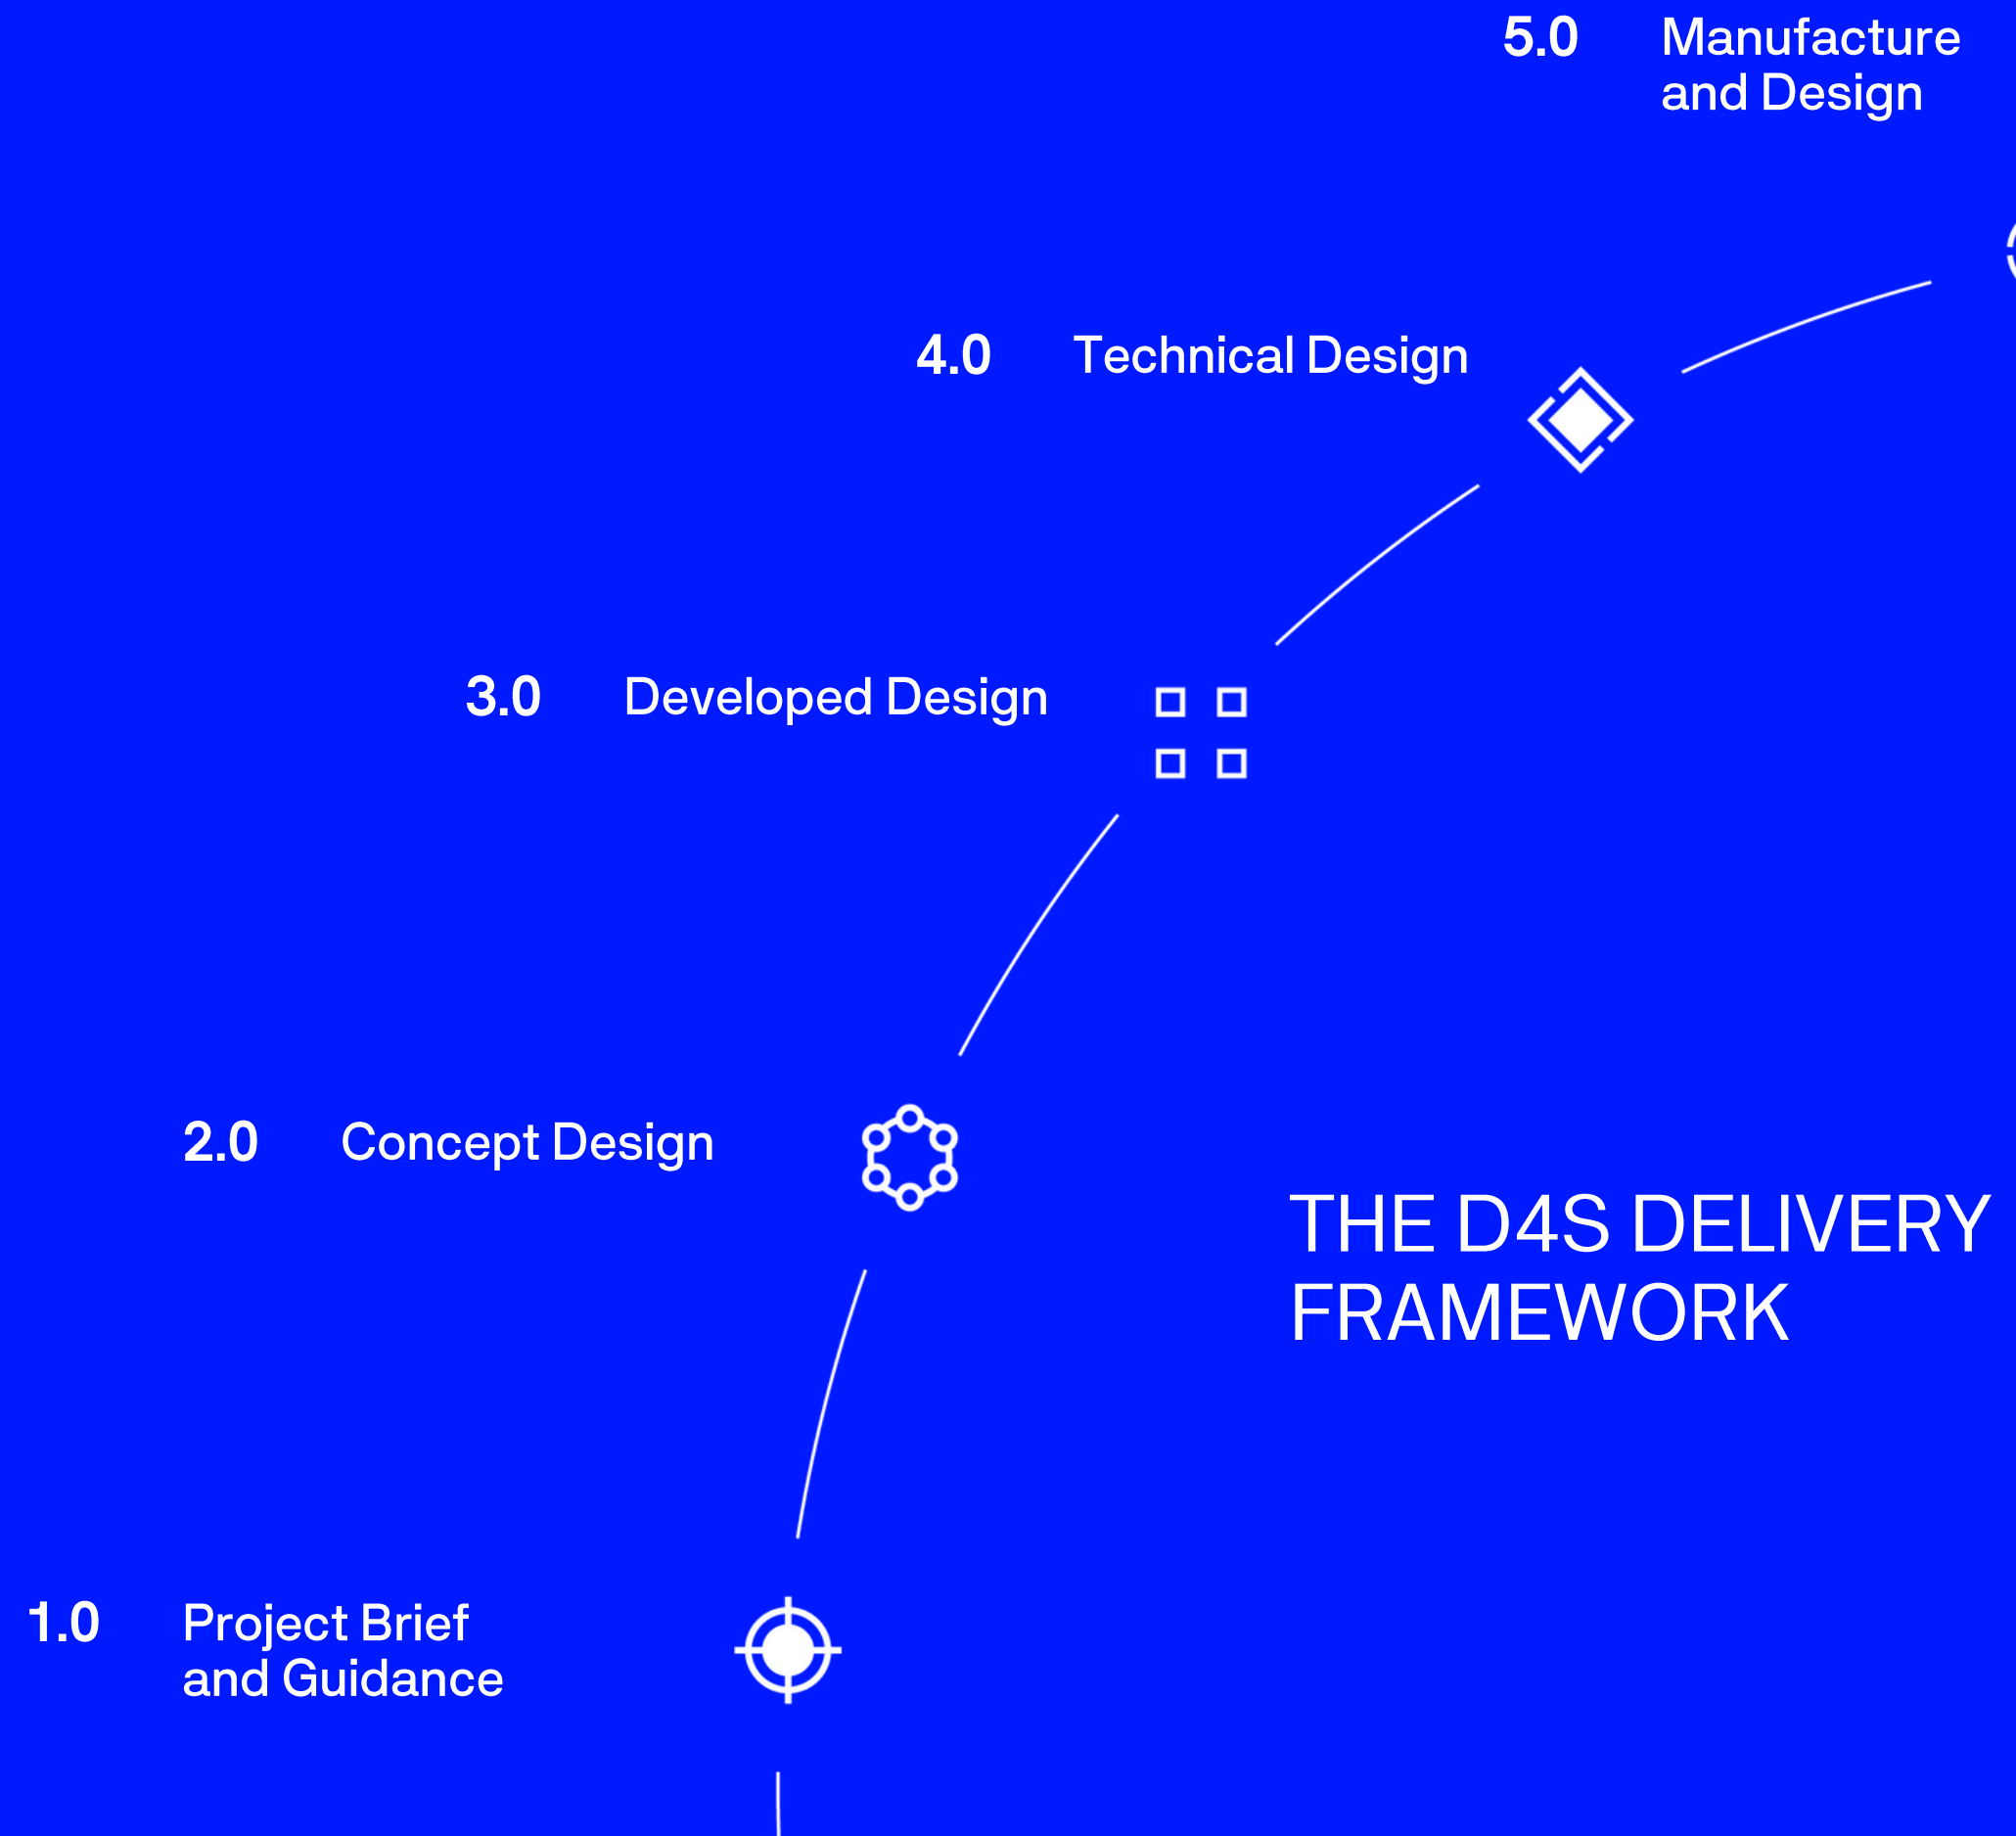 5.0 Manufacture
and Design
4.0 Technical Design
3.0 Developed Design
2.0 Concept Design
THE D4S DELIVERY
FRAMEWORK
1.0 Project Brief
and Guidance